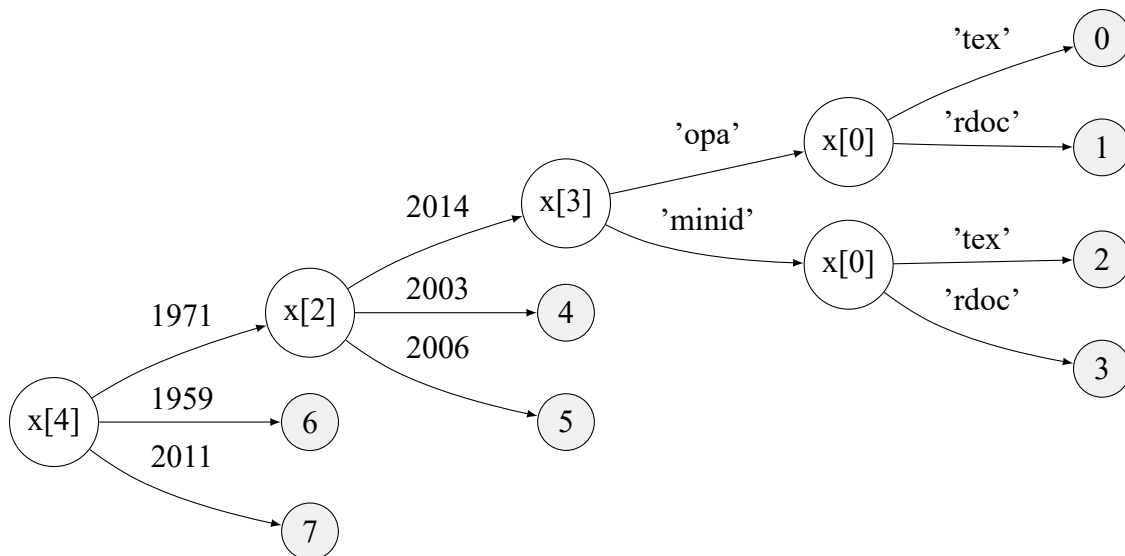 ’tex’
0
’opa’
x[0]
’rdoc’
1
2014
x[3]
’minid’
x[0]
’tex’
2
’rdoc’
3
1971
x[2]
2003
4
2006
5
x[4]
1959
6
2011
7